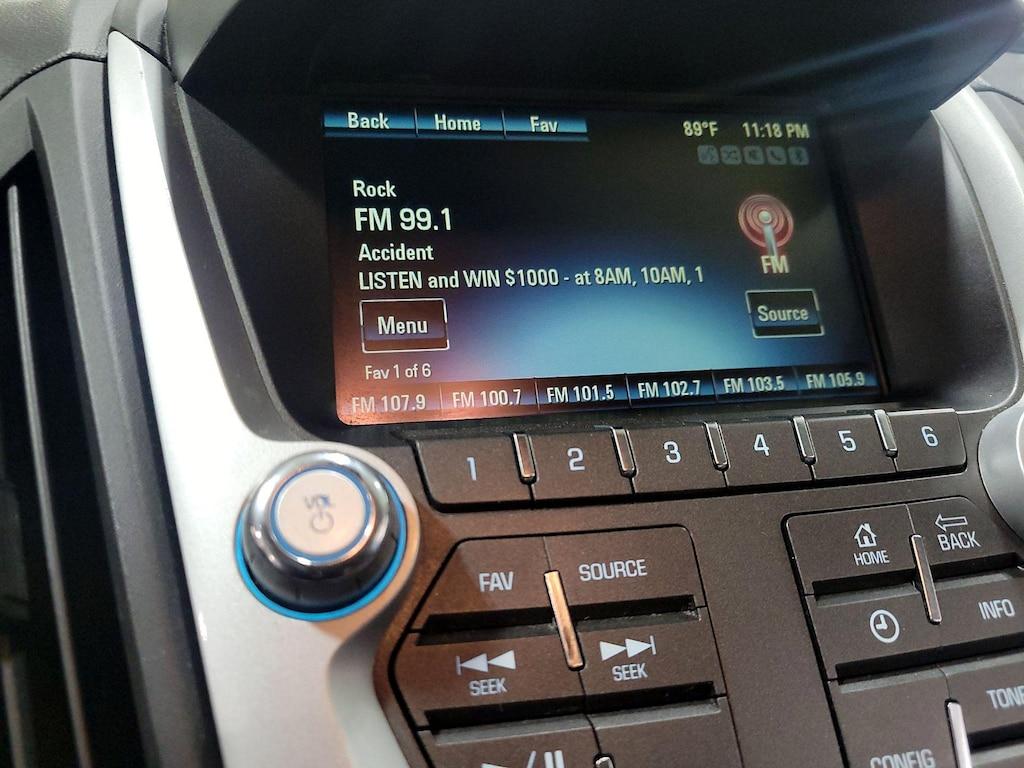 Back Home Fav 89°F 11:18 PM
Rock
FM 99.1
Accident
LISTEN and WIN $1000 - at 8AM, 10AM, 1
FM
Menu Source
Fav 1 of 6
FM 107.9 FM 100.7 FM 101.5 FM 102.7 FM 103.5 FM 105.9
1 2 3 4 5 6
VOL
HOME BACK
FAV SOURCE
INFO
SEEK SEEK
TONE
CONFIG